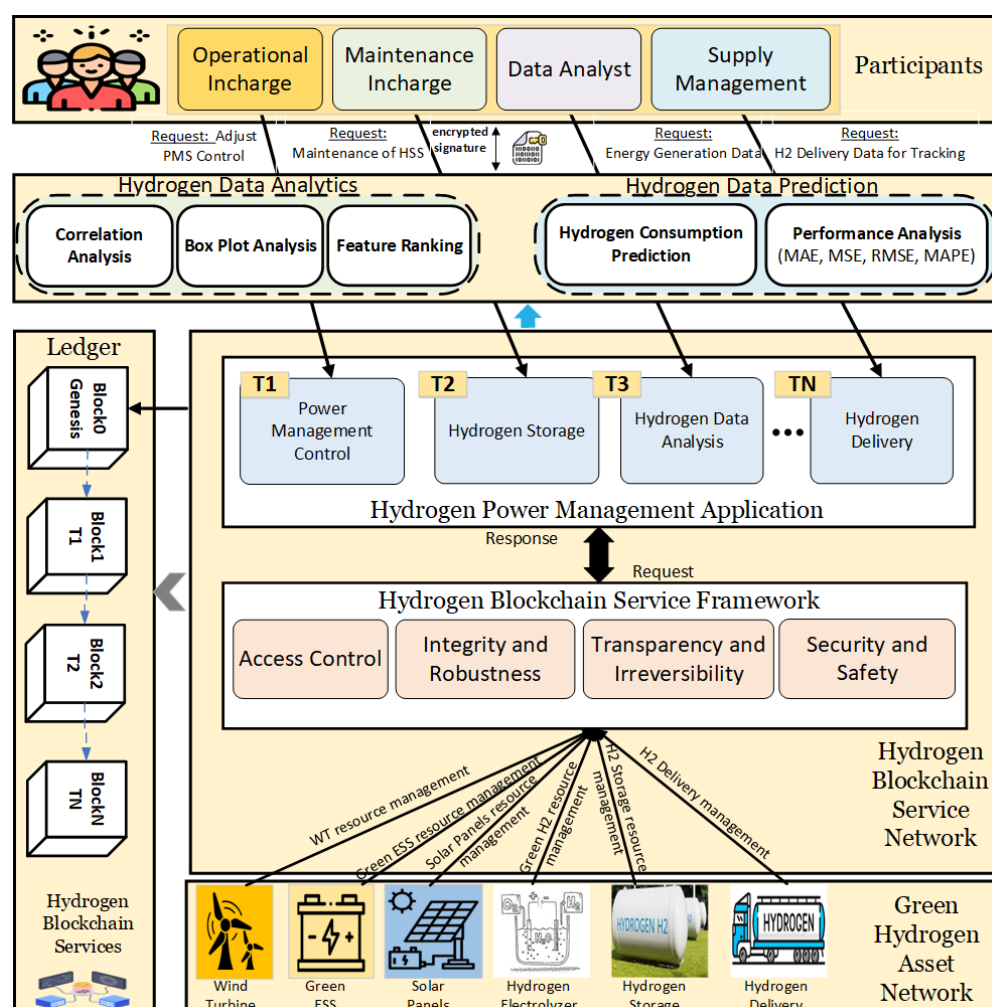 Operational
Incharge
Maintenance
Incharge
Data Analyst
Supply
Management
Participants
Request: Adjust
PMS Control
Request:
Maintenance of HSS
encrypted
signature
Request:
Energy Generation Data
Request:
H2 Delivery Data for Tracking
Hydrogen Data Analytics
Hydrogen Data Prediction
Correlation
Analysis
Box Plot Analysis
Feature Ranking
Hydrogen Consumption
Prediction
Performance Analysis
(MAE, MSE, RMSE, MAPE)
Ledger
Block0
Genesis
Block1
T1
Block2
T2
BlockN
TN
Hydrogen
Blockchain
Services
T1
Power
Management
Control
T2
Hydrogen Storage
T3
Hydrogen Data
Analysis
TN
Hydrogen
Delivery
Hydrogen Power Management Application
Response
Request
Hydrogen Blockchain Service Framework
Access Control
Integrity and
Robustness
Transparency and
Irreversibility
Security and
Safety
WT resource management
Green ESS resource management
Solar Panels resource
management
Green H2 resource
management
H2 Storage resource
management
H2 Delivery management
Hydrogen
Blockchain
Service
Network
O2
H2
H2O
HYDROGEN H2
HYDROGEN
Wind
Turbine
Green
ESS
Solar
Panels
Hydrogen
Electrolyzer
Hydrogen
Storage
Hydrogen
Delivery
Green
Hydrogen
Asset
Network